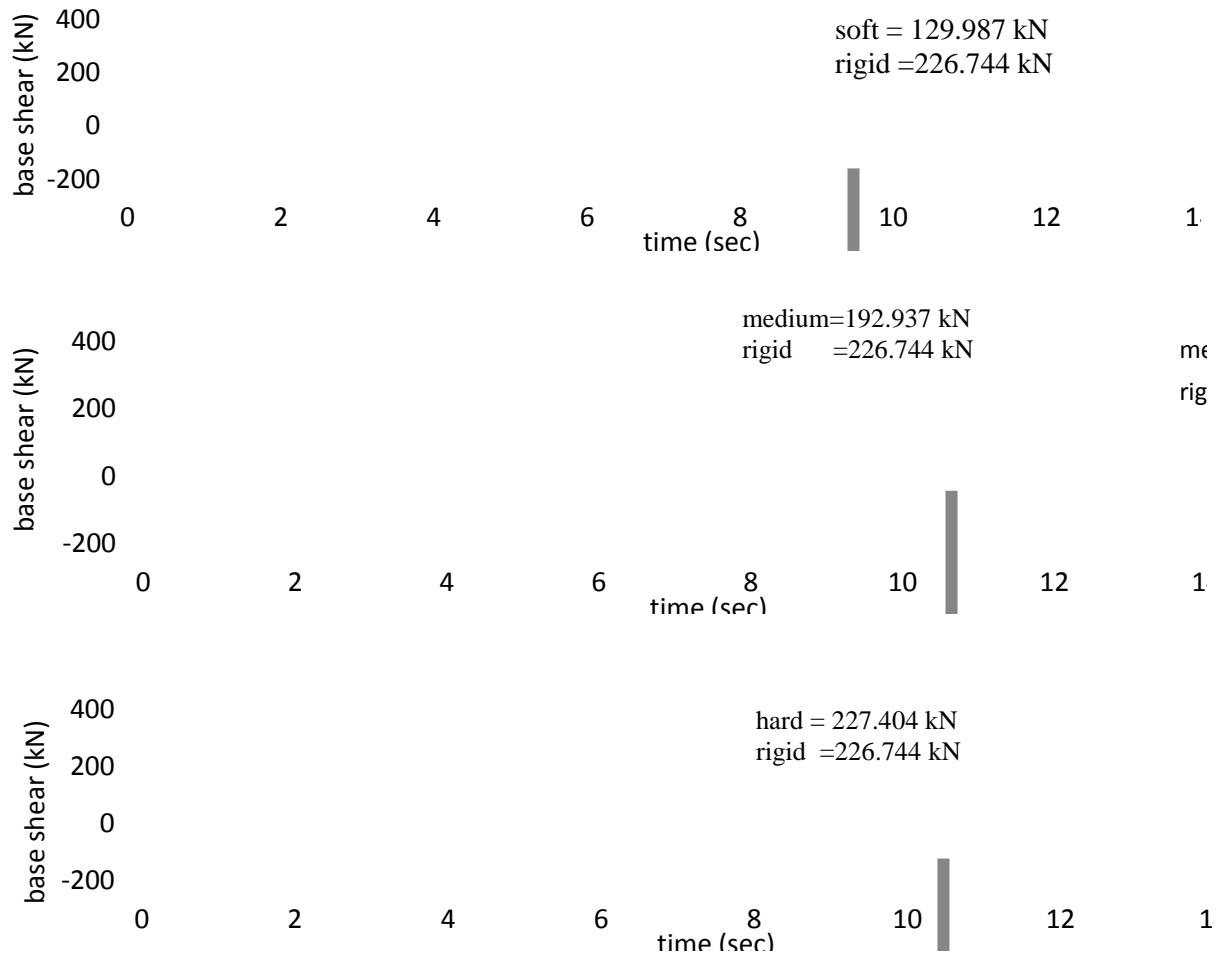 400
200
0
-200
base shear (kN)
soft = 129.987 kN
rigid =226.744 kN
0 2 4 6 8 10 12
time (sec)
400
200
0
-200
base shear (kN)
medium=192.937 kN
rigid =226.744 kN
0 2 4 6 8 10 12
time (sec)
400
200
0
-200
base shear (kN)
hard = 227.404 kN
rigid =226.744 kN
0 2 4 6 8 10 12
time (sec)